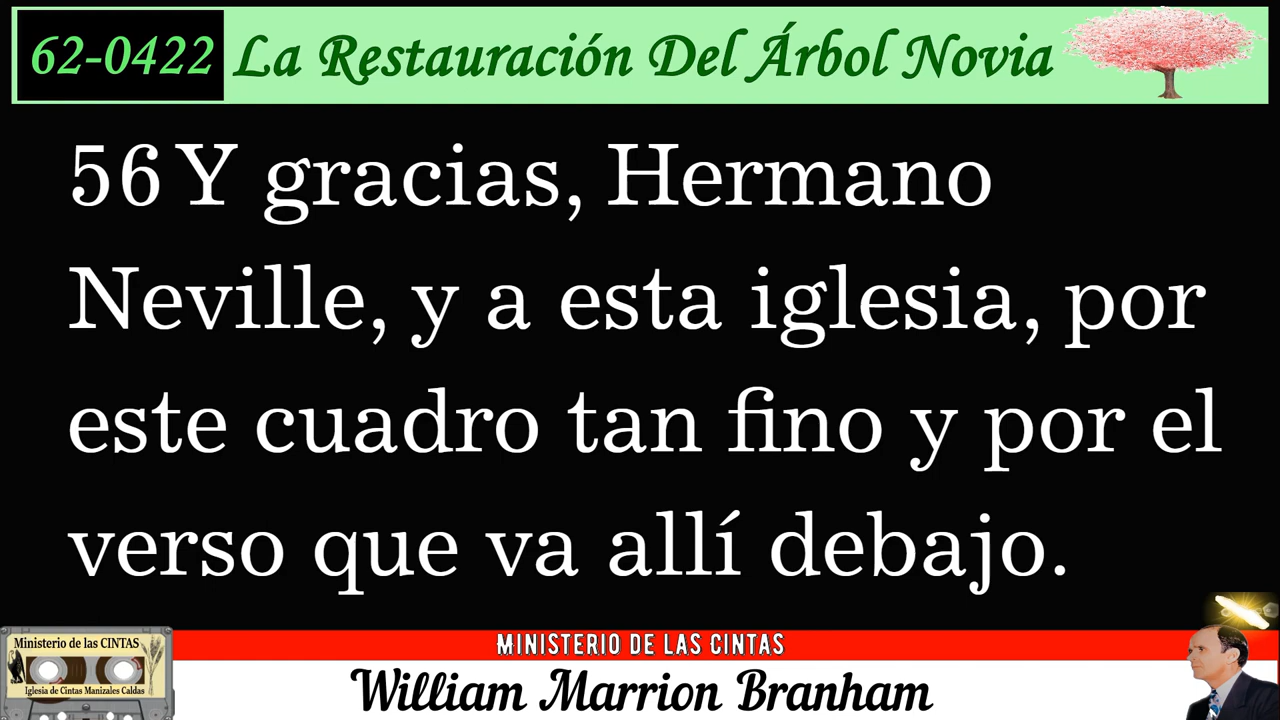 62-0422 La Restauración Del Árbol Novia
56 Y gracias, Hermano
Neville, y a esta iglesia, por
este cuadro tan fino y por el
verso que va allí debajo.
Ministerio de las CINTAS
Iglesia de Cintas Manizales Caldas
MINISTERIO DE LAS CINTAS
William Marrion Branham